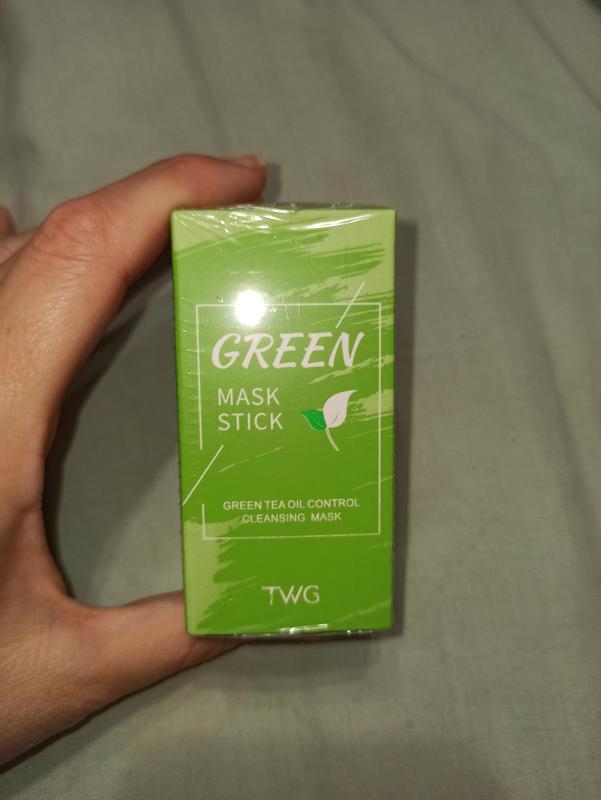 GREEN
MASK
STICK
GREEN TEA OIL CONTROL
CLEANSING MASK
TWG